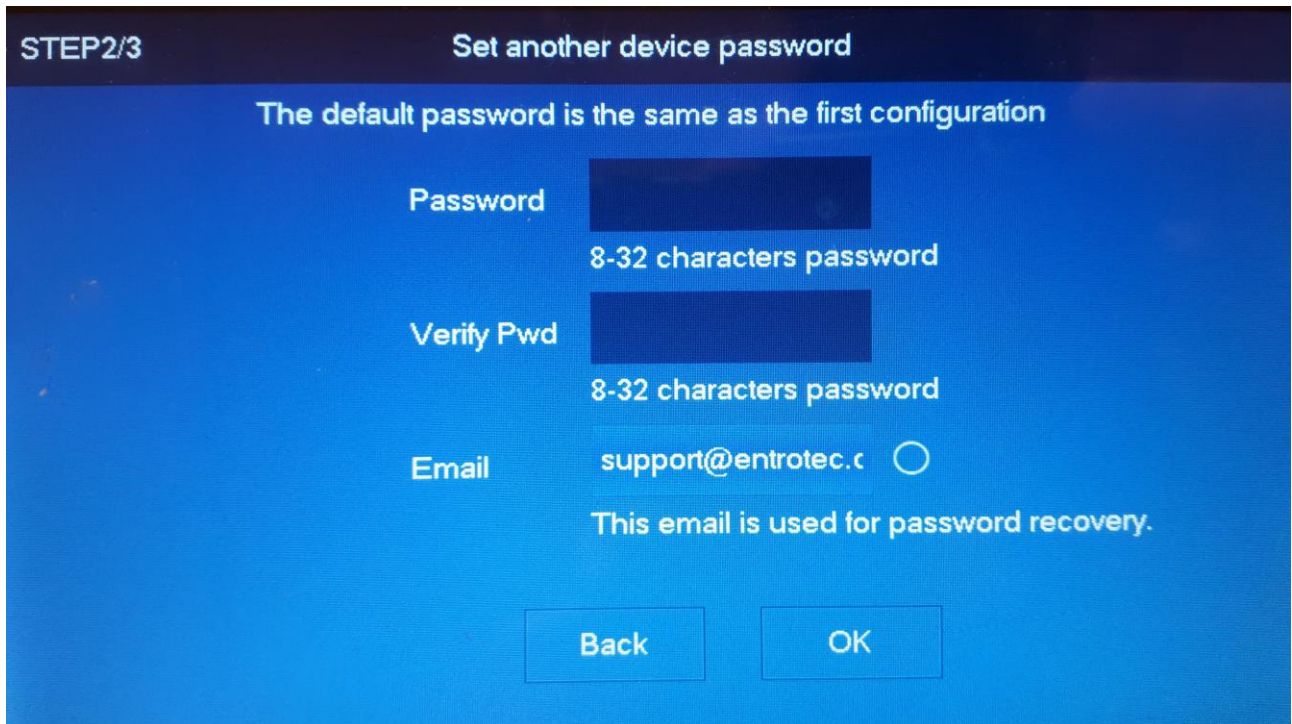 STEP2/3
Set another device password
The default password is the same as the first configuration
Password
8-32 characters password
Verify Pwd
8-32 characters password
Email
support@entrotec.c
This email is used for password recovery.
Back
OK